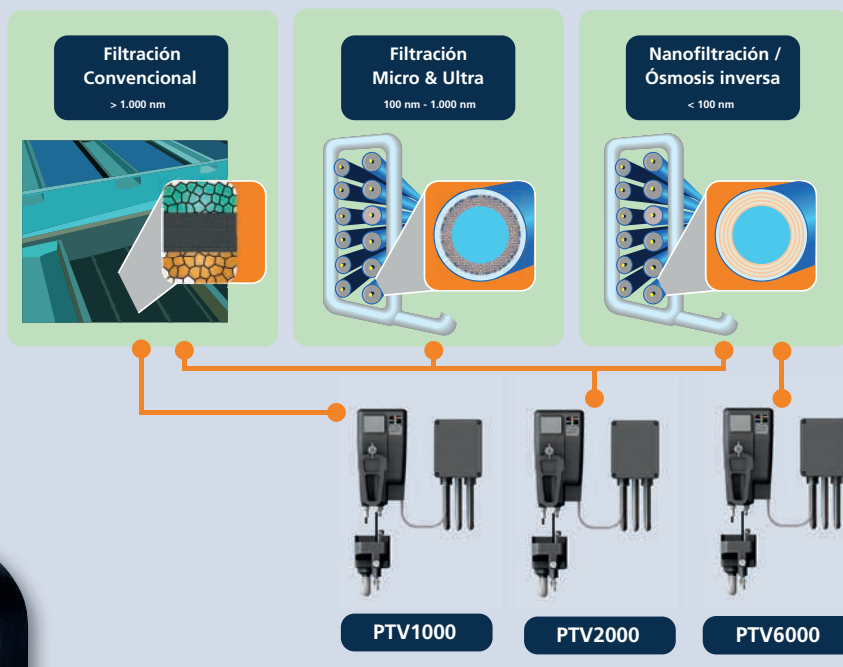 Filtración
Convencional
> 1.000 nm
Filtración
Micro & Ultra
100 nm - 1.000 nm
Nanofiltración /
Ósmosis inversa
< 100 nm
PTV1000
PTV2000
PTV6000